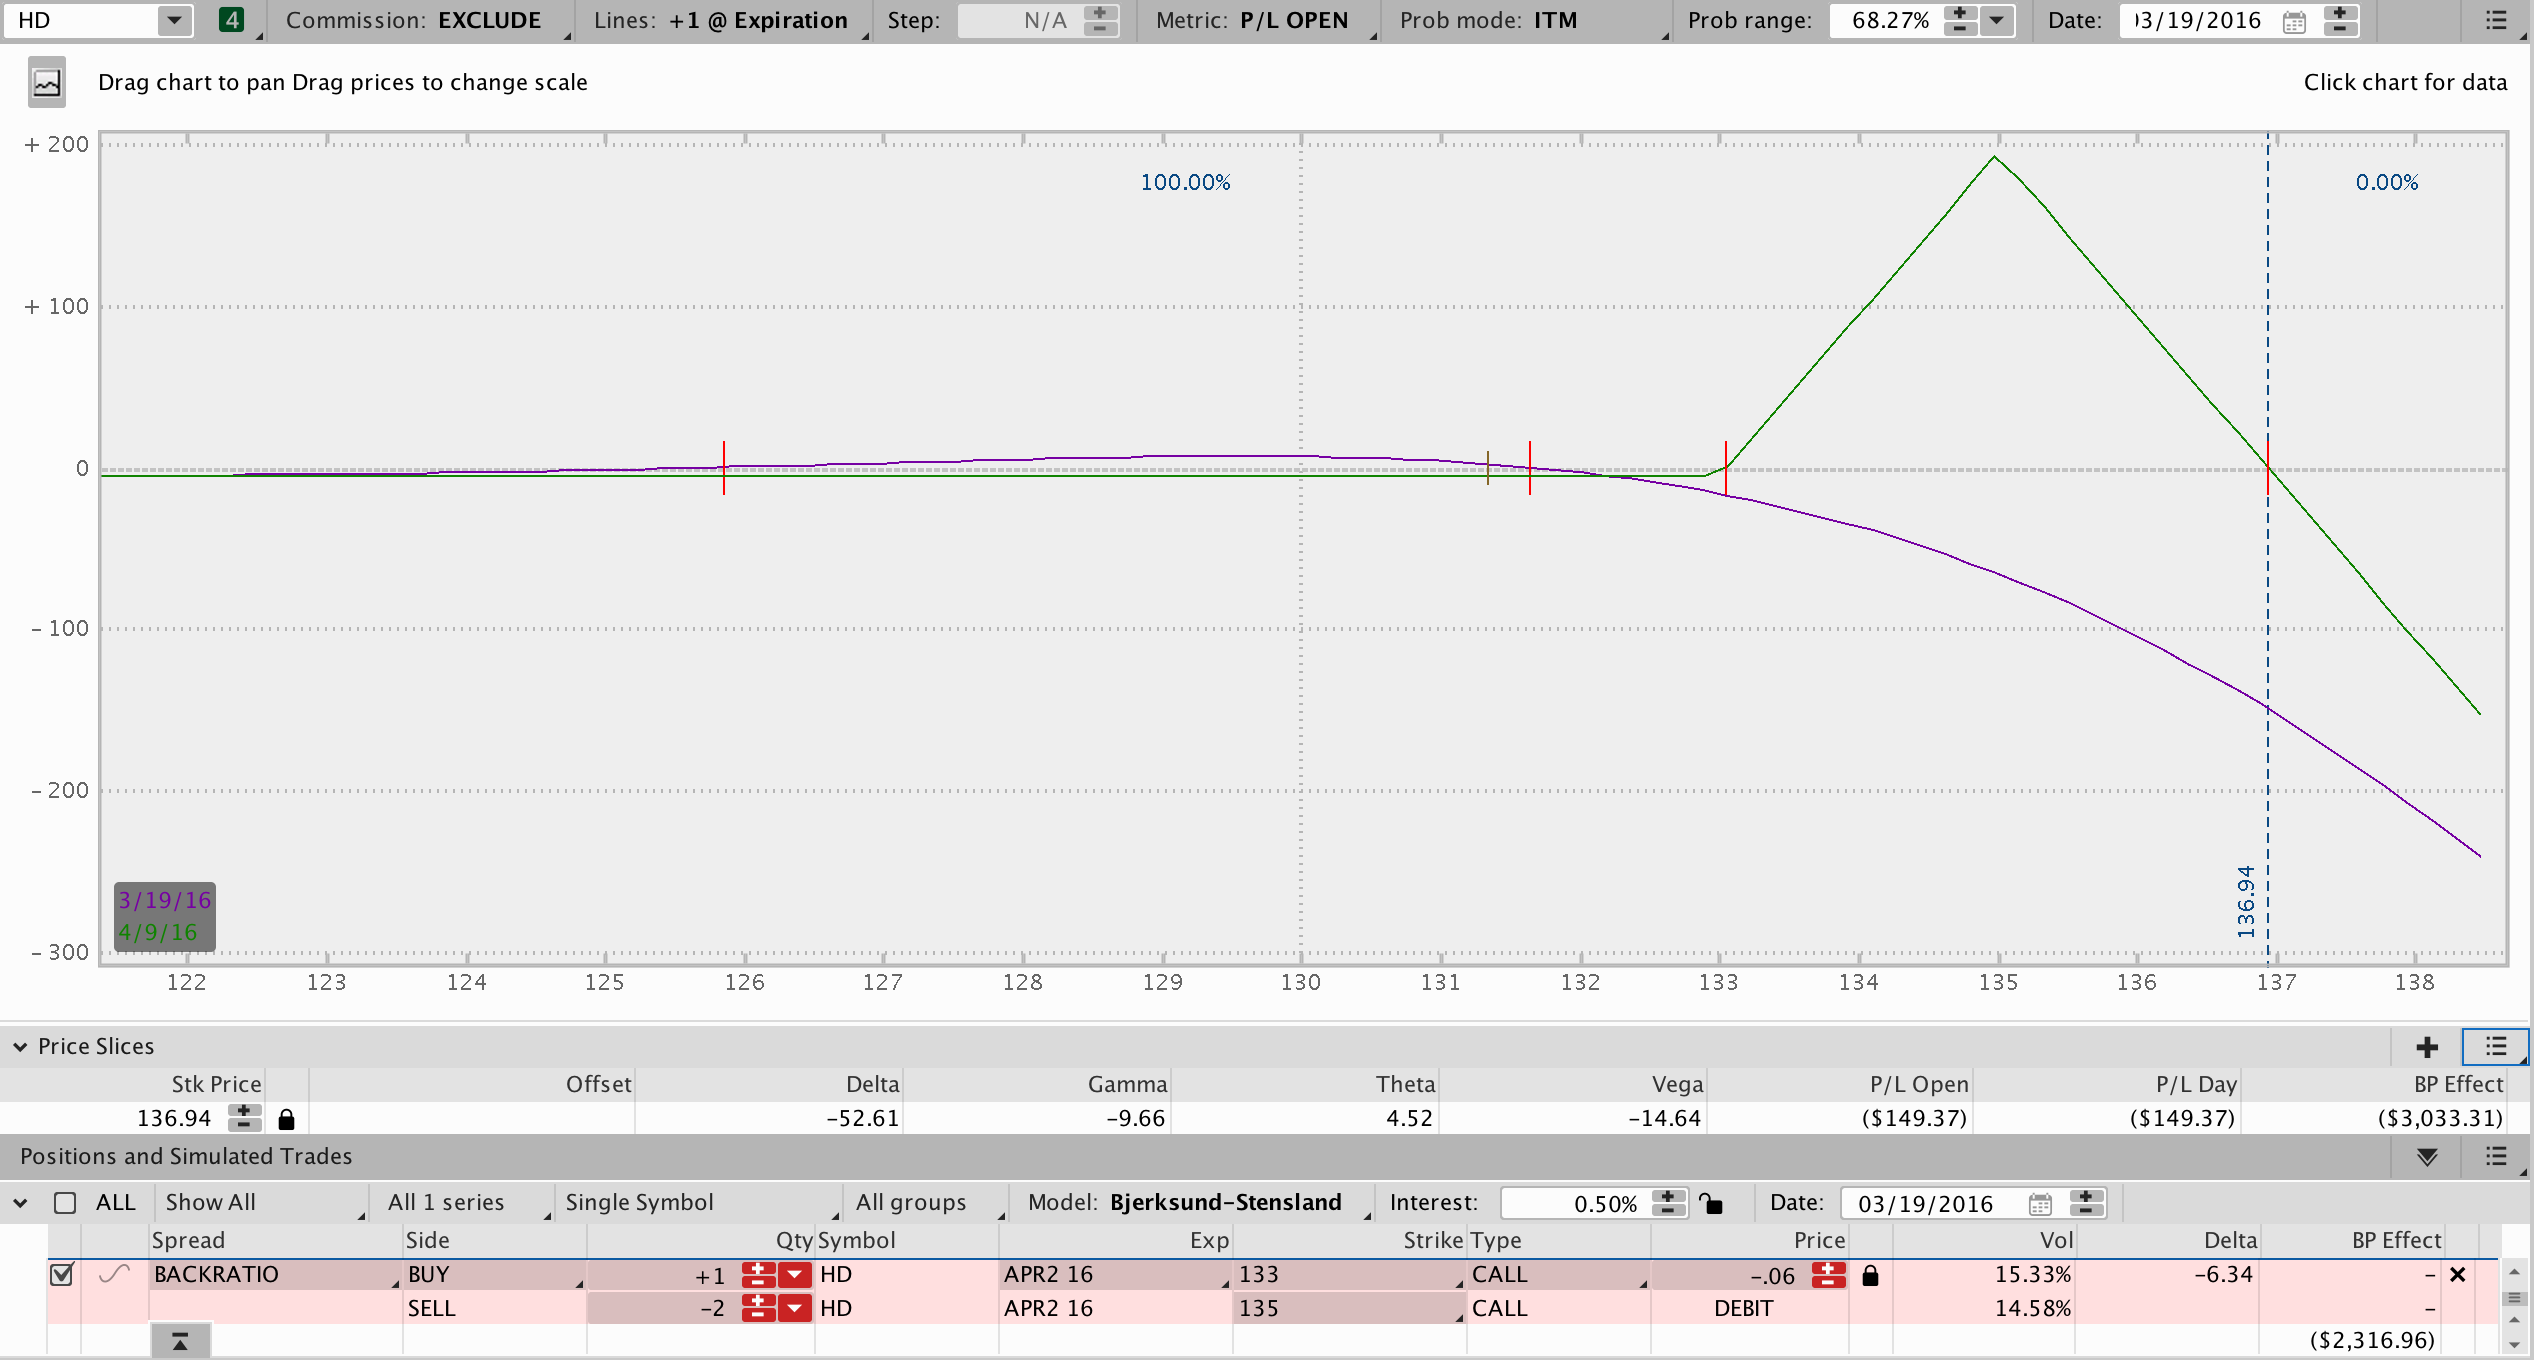 HD 4 Commission: EXCLUDE Lines: +1 @ Expiration Step: N/A Metric: P/L OPEN Prob mode: ITM Prob range: 68.27% Date: 03/19/2016
Drag chart to pan Drag prices to change scale Click chart for data
+ 200
100.00% 0.00%
+ 100
0
- 100
- 200
136.94
3/19/16
4/9/16
- 300
122 123 124 125 126 127 128 129 130 131 132 133 134 135 136 137 138
Price Slices
Stk Price Offset Delta Gamma Theta Vega P/L Open P/L Day BP Effect
136.94 -52.61 -9.66 4.52 -14.64 ($149.37) ($149.37) ($3,033.31)
Positions and Simulated Trades
ALL Show All All 1 series Single Symbol All groups Model: Bjerksund-Stensland Interest: 0.50% Date: 03/19/2016
Spread Side Qty Symbol Exp Strike Type Price Vol Delta BP Effect
BACKRATIO BUY +1 HD APR2 16 133 CALL -.06 15.33% -6.34 -
SELL -2 HD APR2 16 135 CALL DEBIT 14.58% -
($2,316.96)